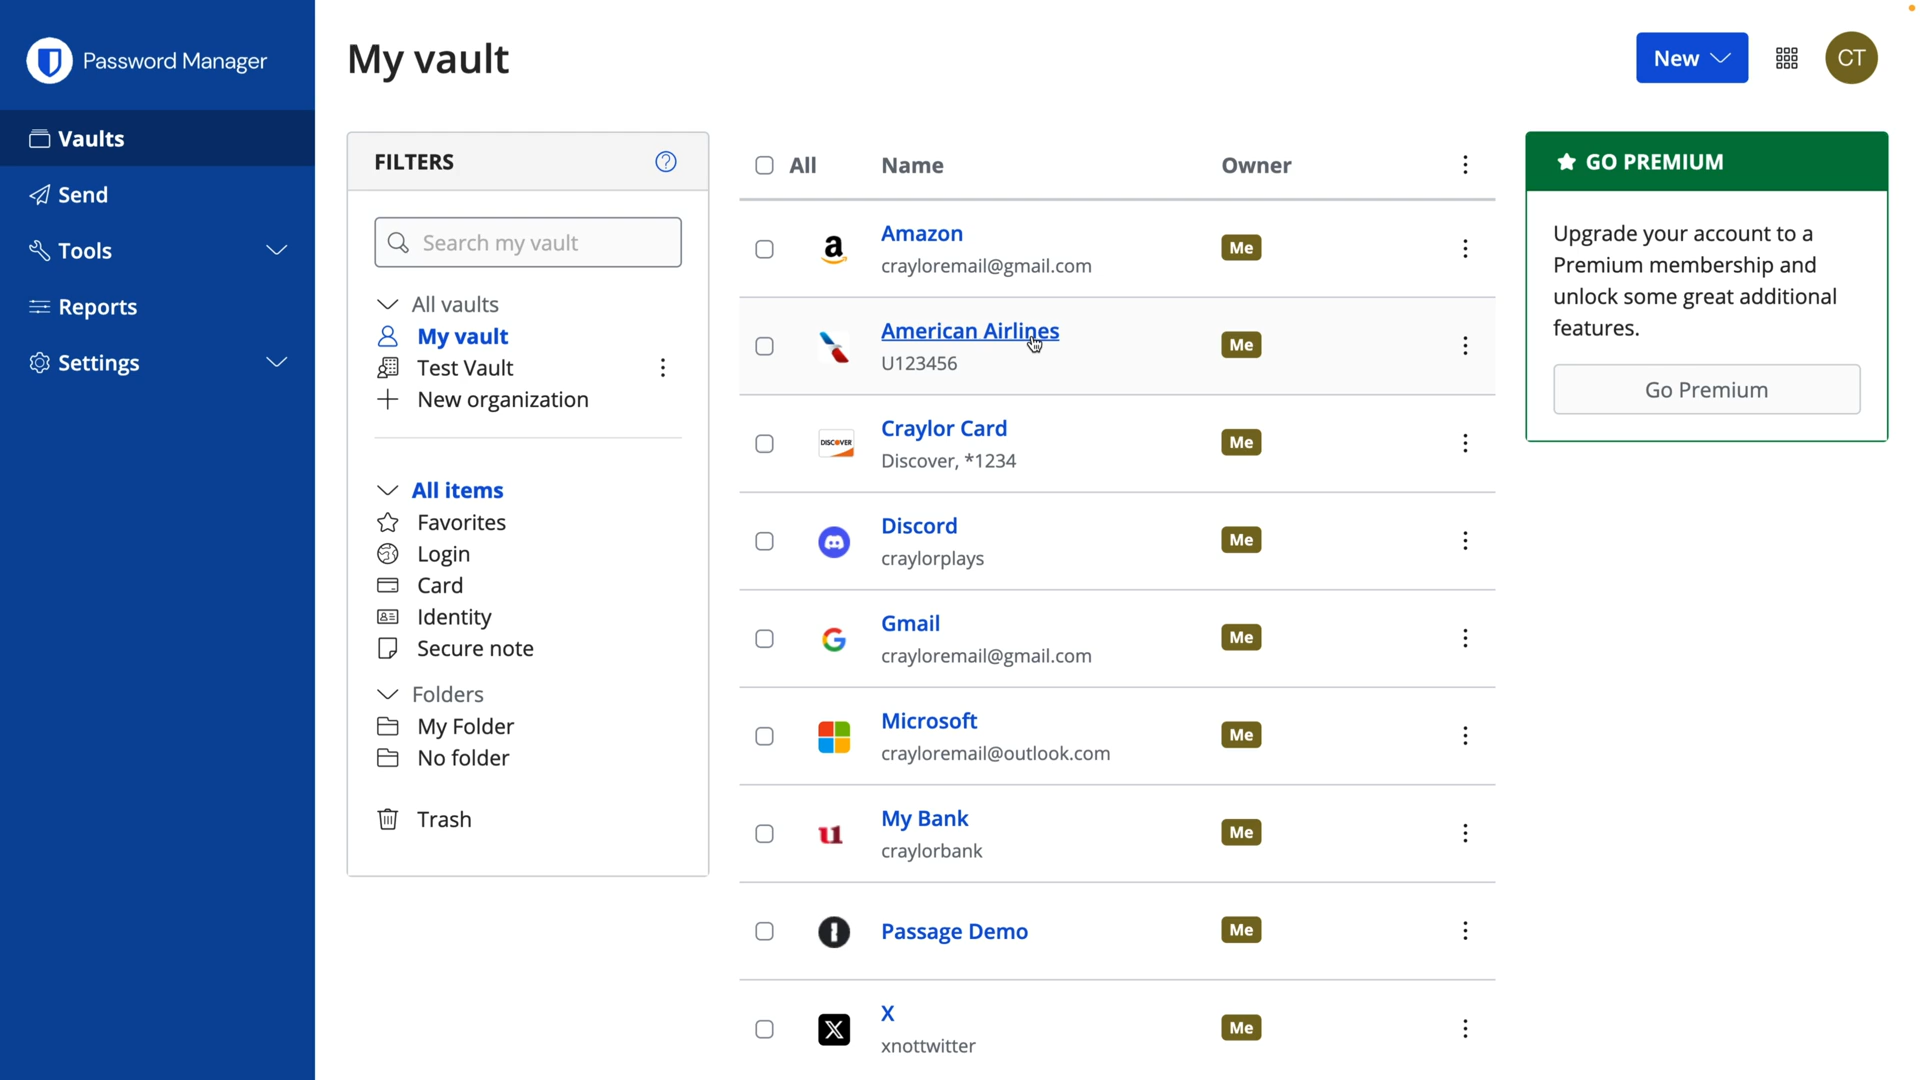 Password Manager
Vaults
Send
Tools
Reports
Settings
My vault
New
CT
FILTERS
Search my vault
All vaults
My vault
Test Vault
New organization
All items
Favorites
Login
Card
Identity
Secure note
Folders
My Folder
No folder
Trash
All Name Owner
a Amazon Me
crayloremail@gmail.com
American Airlines Me
U123456
Craylor Card Me
DISCOVER
Discover, *1234
Discord Me
craylorplays
G Gmail Me
crayloremail@gmail.com
Microsoft Me
crayloremail@outlook.com
My Bank Me
craylorbank
Passage Demo Me
X Me
xnottwitter
GO PREMIUM
Upgrade your account to a
Premium membership and
unlock some great additional
features.
Go Premium